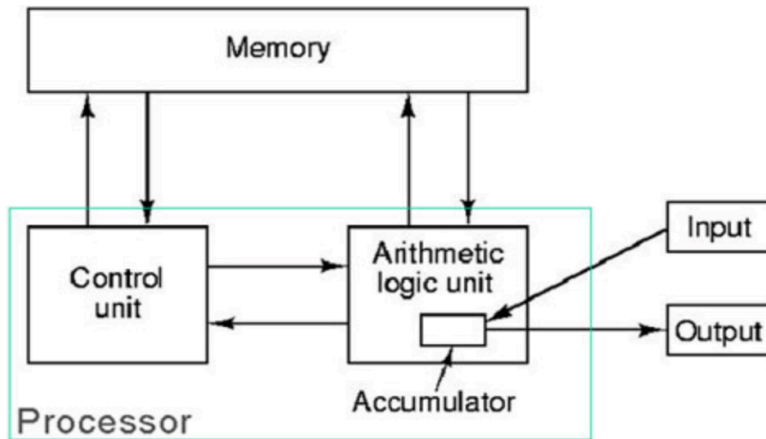 Memory
Control
unit
Arithmetic
logic unit
Input
Output
Accumulator
Processor